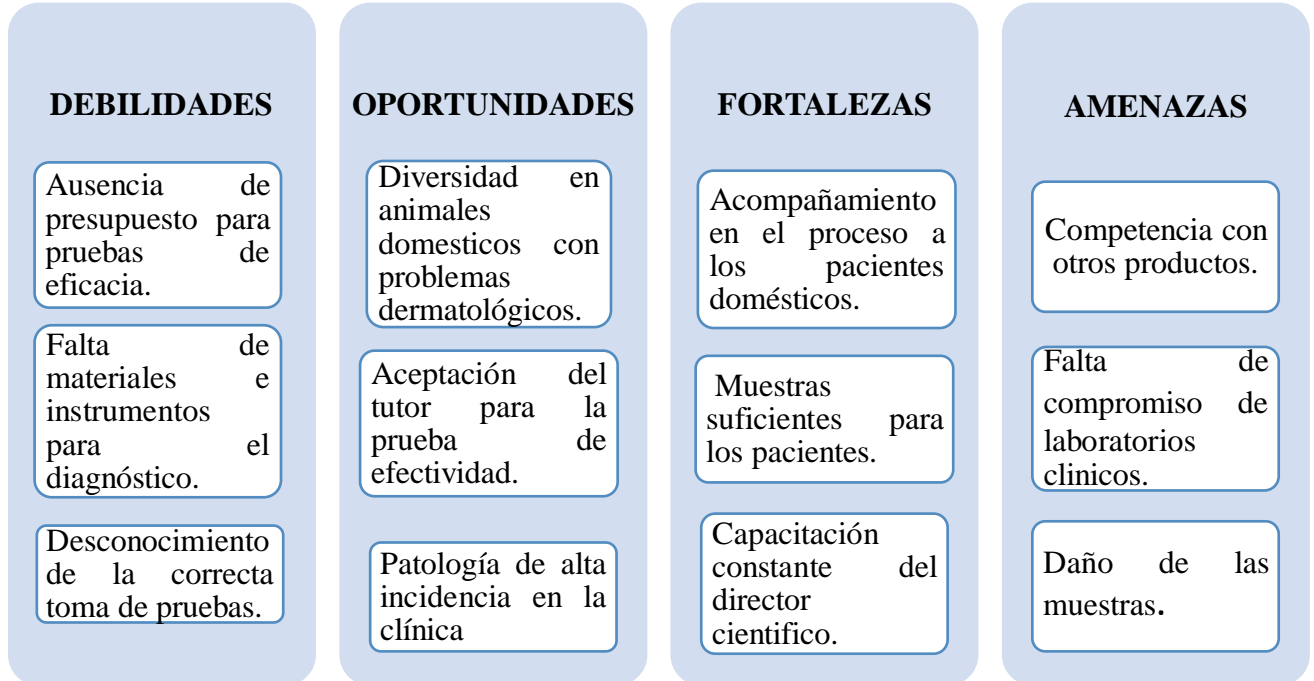 DEBILIDADES
Ausencia de
presupuesto para
pruebas de
eficacia.
Falta de
materiales e
instrumentos
para el
diagnóstico.
Desconocimiento
de la correcta
toma de pruebas.
OPORTUNIDADES
Diversidad en
animales
domesticos con
problemas
dermatológicos.
Aceptación del
tutor para la
prueba de
efectividad.
Patología de alta
incidencia en la
clínica
FORTALEZAS
Acompañamiento
en el proceso a
los pacientes
domésticos.
Muestras
suficientes para
los pacientes.
Capacitación
constante del
director
cientifico.
AMENAZAS
Competencia con
otros productos.
Falta de
compromiso de
laboratorios
clinicos.
Daño de las
muestras.